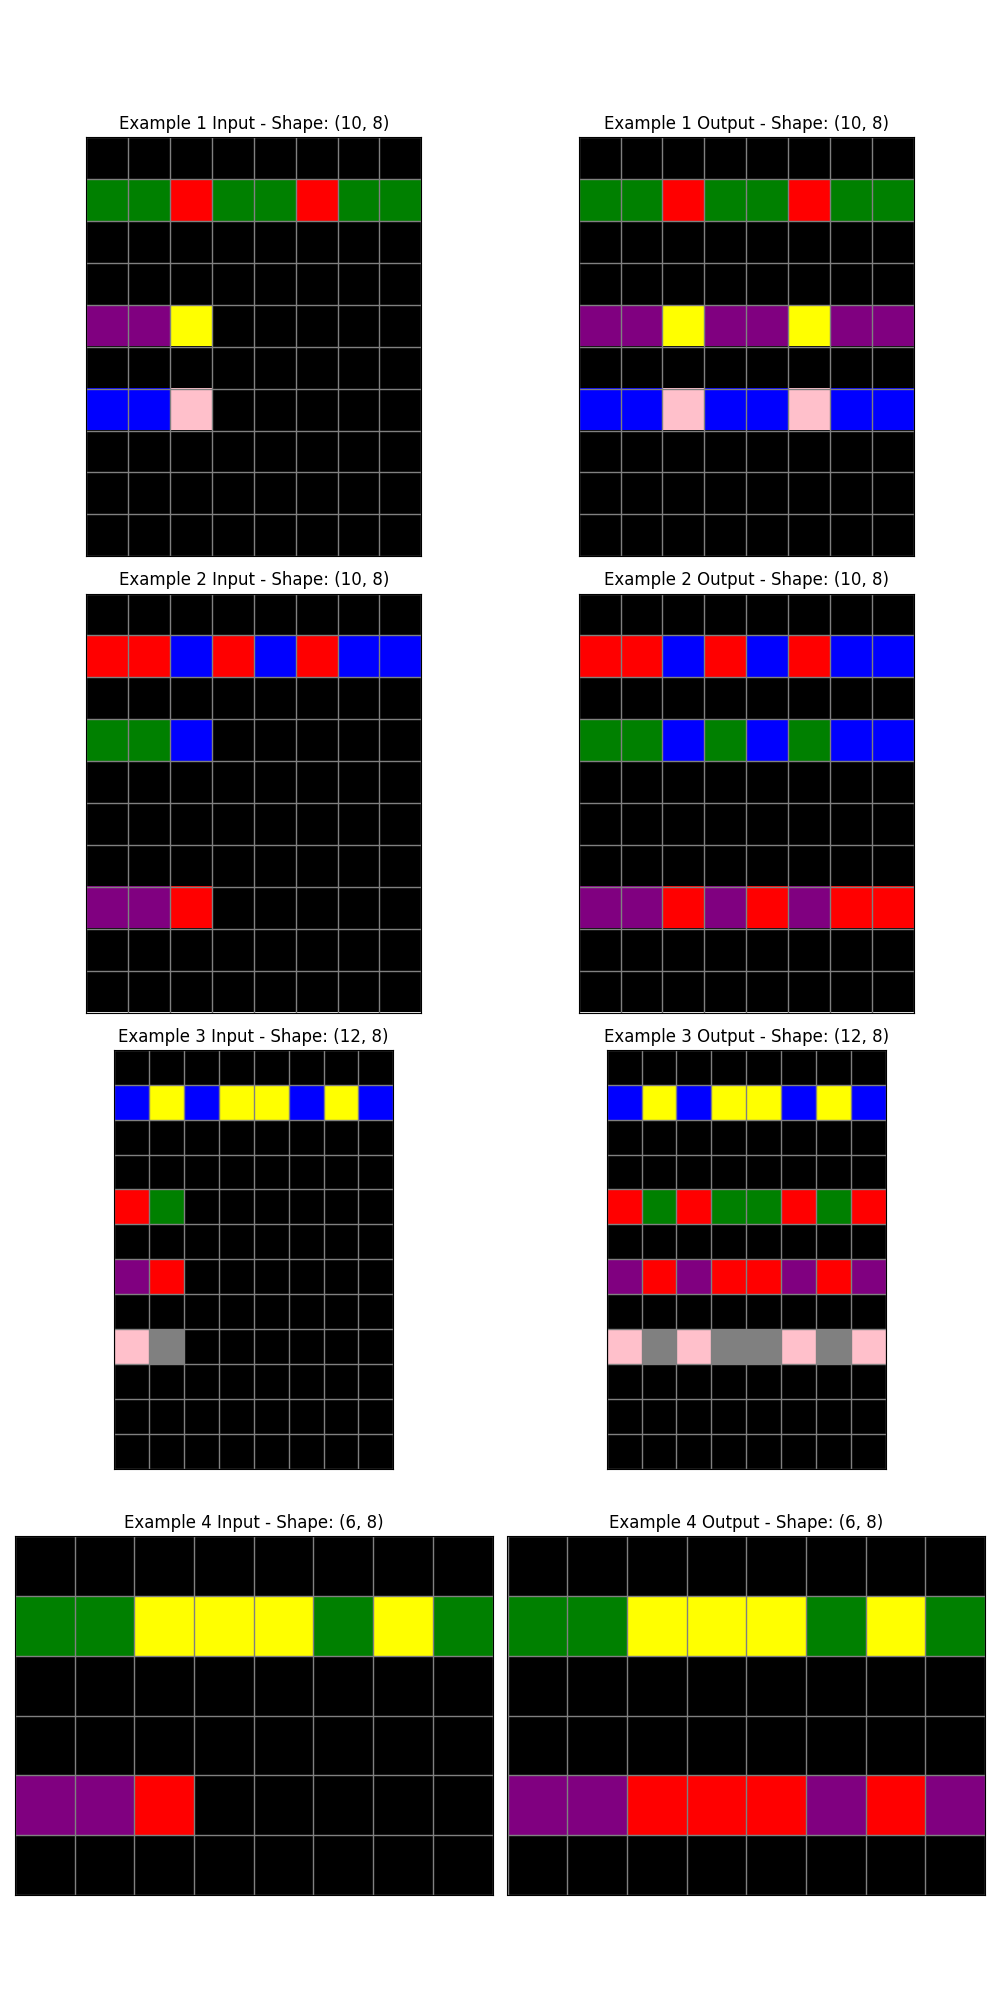 Example 1 Input - Shape: (10, 8)
Example 1 Output - Shape: (10, 8)
Example 2 Input - Shape: (10, 8)
Example 2 Output - Shape: (10, 8)
Example 3 Input - Shape: (12, 8)
Example 3 Output - Shape: (12, 8)
Example 4 Input - Shape: (6, 8)
Example 4 Output - Shape: (6, 8)